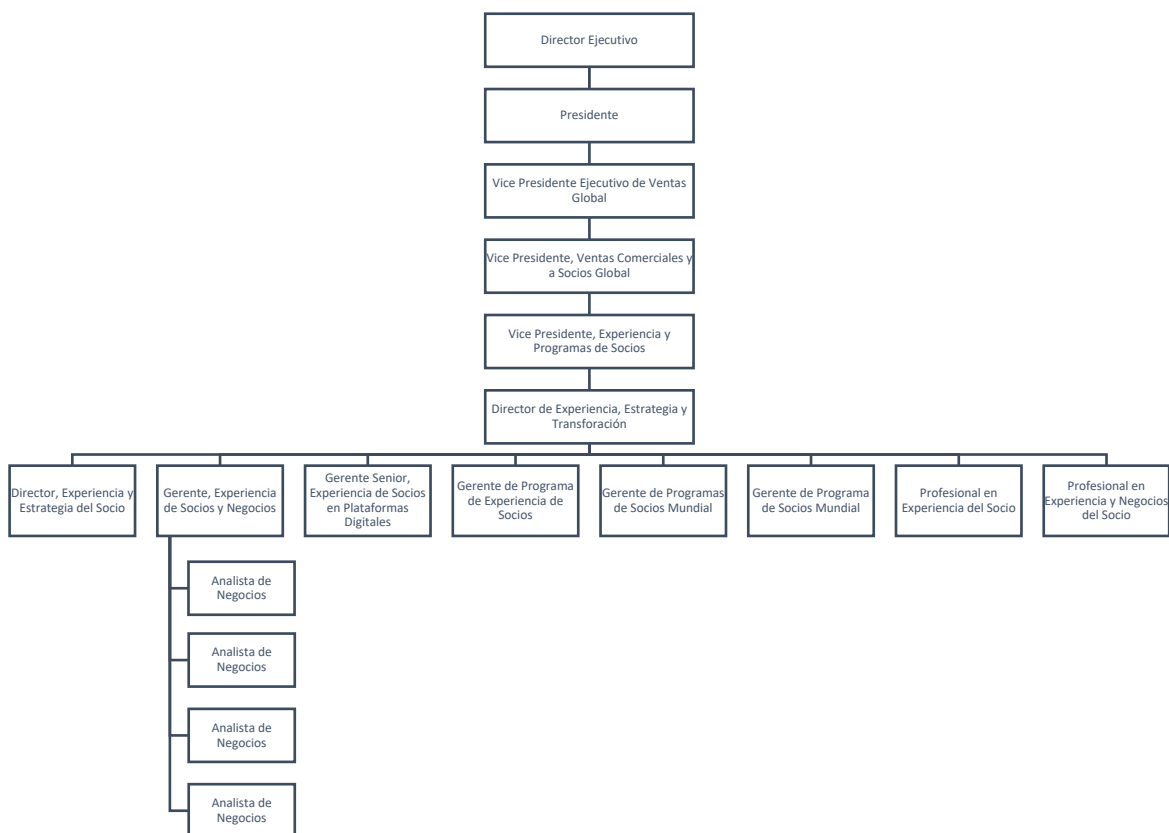 Director Ejecutivo
Presidente
Vice Presidente Ejecutivo de Ventas
Global
Vice Presidente, Ventas Comerciales y
a Socios Global
Vice Presidente, Experiencia y
Programas de Socios
Director de Experiencia, Estrategia y
Transforación
Director, Experiencia y
Estrategia del Socio
Gerente, Experiencia
de Socios y Negocios
Gerente Senior,
Experiencia de Socios
en Plataformas
Digitales
Gerente de Programa
de Experiencia de
Socios
Gerente de Programas
de Socios Mundial
Gerente de Programa
de Socios Mundial
Profesional en
Experiencia del Socio
Profesional en
Experiencia y Negocios
del Socio
Analista de
Negocios
Analista de
Negocios
Analista de
Negocios
Analista de
Negocios